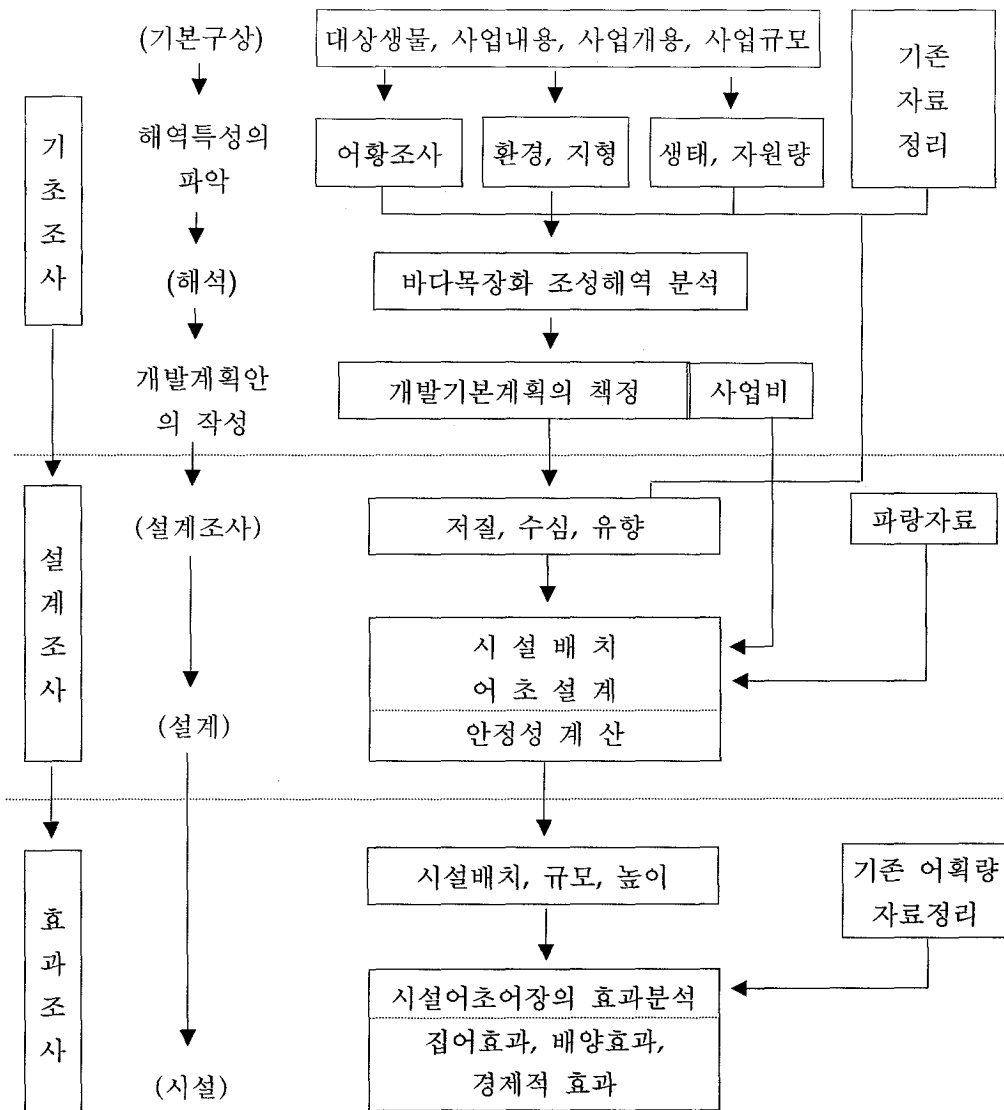 (기본구상)
대상생물, 사업내용, 사업개용, 사업규모
기존
자료
정리
기
초
조
사
해역특성의
파악
어황조사
환경, 지형
생태, 자원량
(해석)
바다목장화 조성해역 분석
개발계획안
의 작성
개발기본계획의 책정
사업비
설
계
조
사
(설계조사)
저질, 수심, 유향
파랑자료
시 설 배 치
어 초 설 계
안정성 계 산
(설계)
효
과
조
사
시설배치, 규모, 높이
기존 어획량
자료정리
시설어초어장의 효과분석
집어효과, 배양효과,
경제적 효과
(시설)